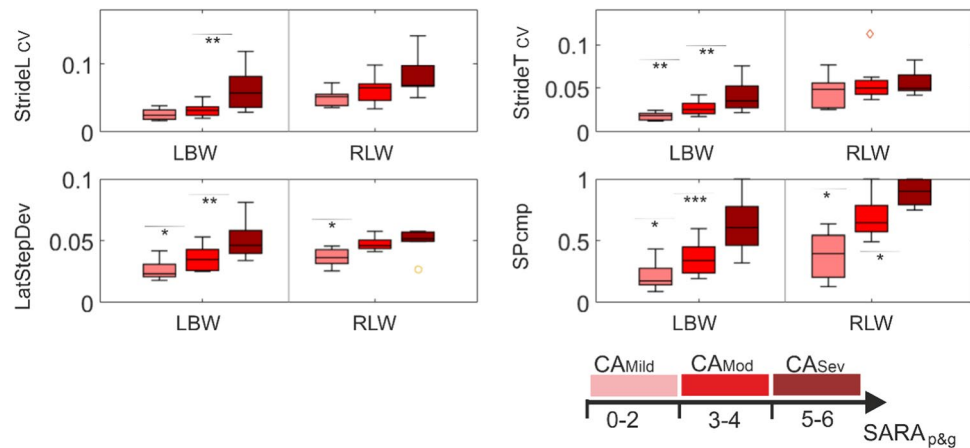 StrideL CV
0.1
0
**
LBW
RLW
StrideT CV
0.1
0.05
0
**
**
LBW
RLW
LatStepDev
0.1
0.05
0
*
**
*
LBW
RLW
SPcmp
1
0.5
0
*
***
*
*
LBW
RLW
CAMild CAMod CASev
0-2 3-4 5-6
SARAp&g